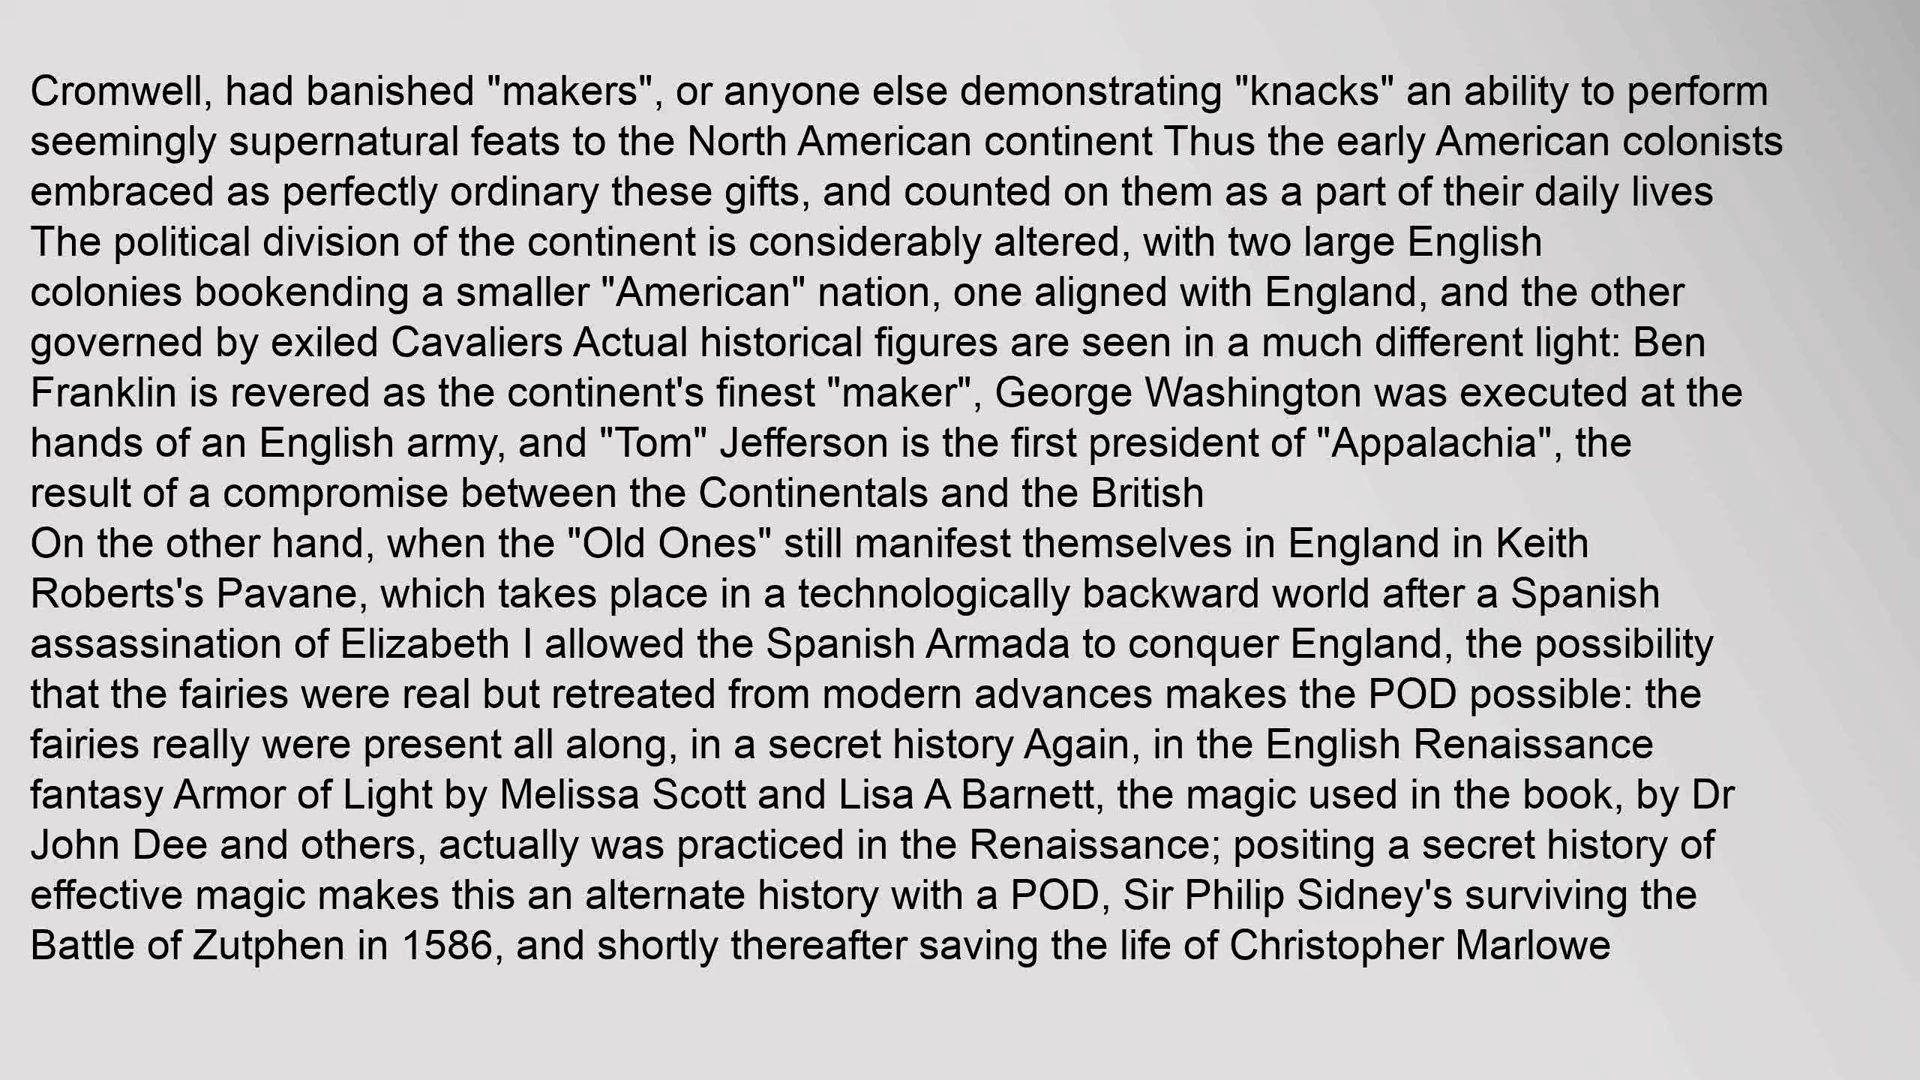 Cromwell, had banished "makers", or anyone else demonstrating "knacks" an ability to perform
seemingly supernatural feats to the North American continent Thus the early American colonists
embraced as perfectly ordinary these gifts, and counted on them as a part of their daily lives
The political division of the continent is considerably altered, with two large English
colonies bookending a smaller "American" nation, one aligned with England, and the other
governed by exiled Cavaliers Actual historical figures are seen in a much different light: Ben
Franklin is revered as the continent's finest "maker", George Washington was executed at the
hands of an English army, and "Tom" Jefferson is the first president of "Appalachia", the
result of a compromise between the Continentals and the British
On the other hand, when the "Old Ones" still manifest themselves in England in Keith
Roberts's Pavane, which takes place in a technologically backward world after a Spanish
assassination of Elizabeth I allowed the Spanish Armada to conquer England, the possibility
that the fairies were real but retreated from modern advances makes the POD possible: the
fairies really were present all along, in a secret history Again, in the English Renaissance
fantasy Armor of Light by Melissa Scott and Lisa A Barnett, the magic used in the book, by Dr
John Dee and others, actually was practiced in the Renaissance; positing a secret history of
effective magic makes this an alternate history with a POD, Sir Philip Sidney's surviving the
Battle of Zutphen in 1586, and shortly thereafter saving the life of Christopher Marlowe